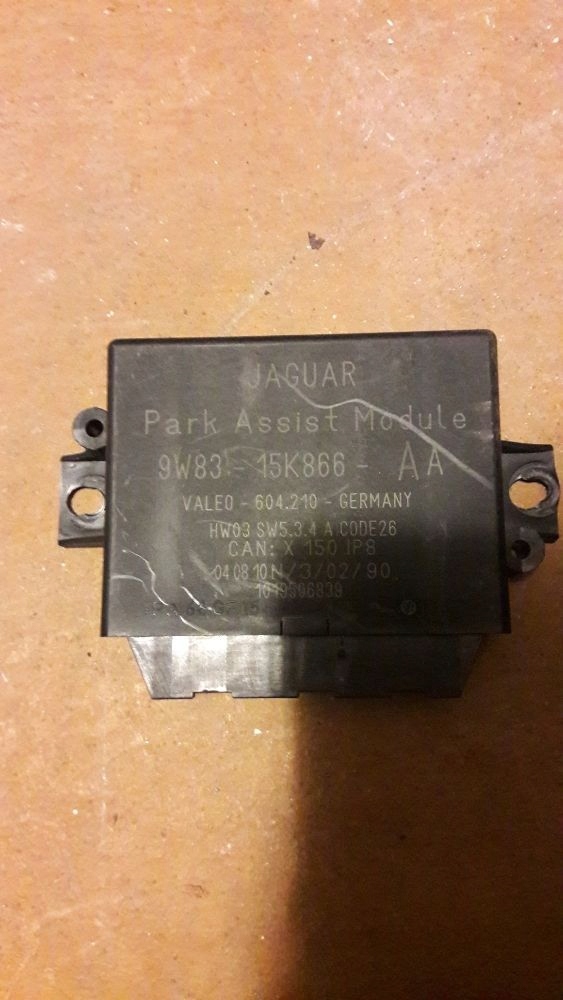 JAGUAR
Park Assist Module
9W83 - 15K866 - AA
VALEO - 604.210 - GERMANY
HW03 SW5.3.4 A CODE26
CAN: X 150 IP8
04 08 10 N/3/02/90